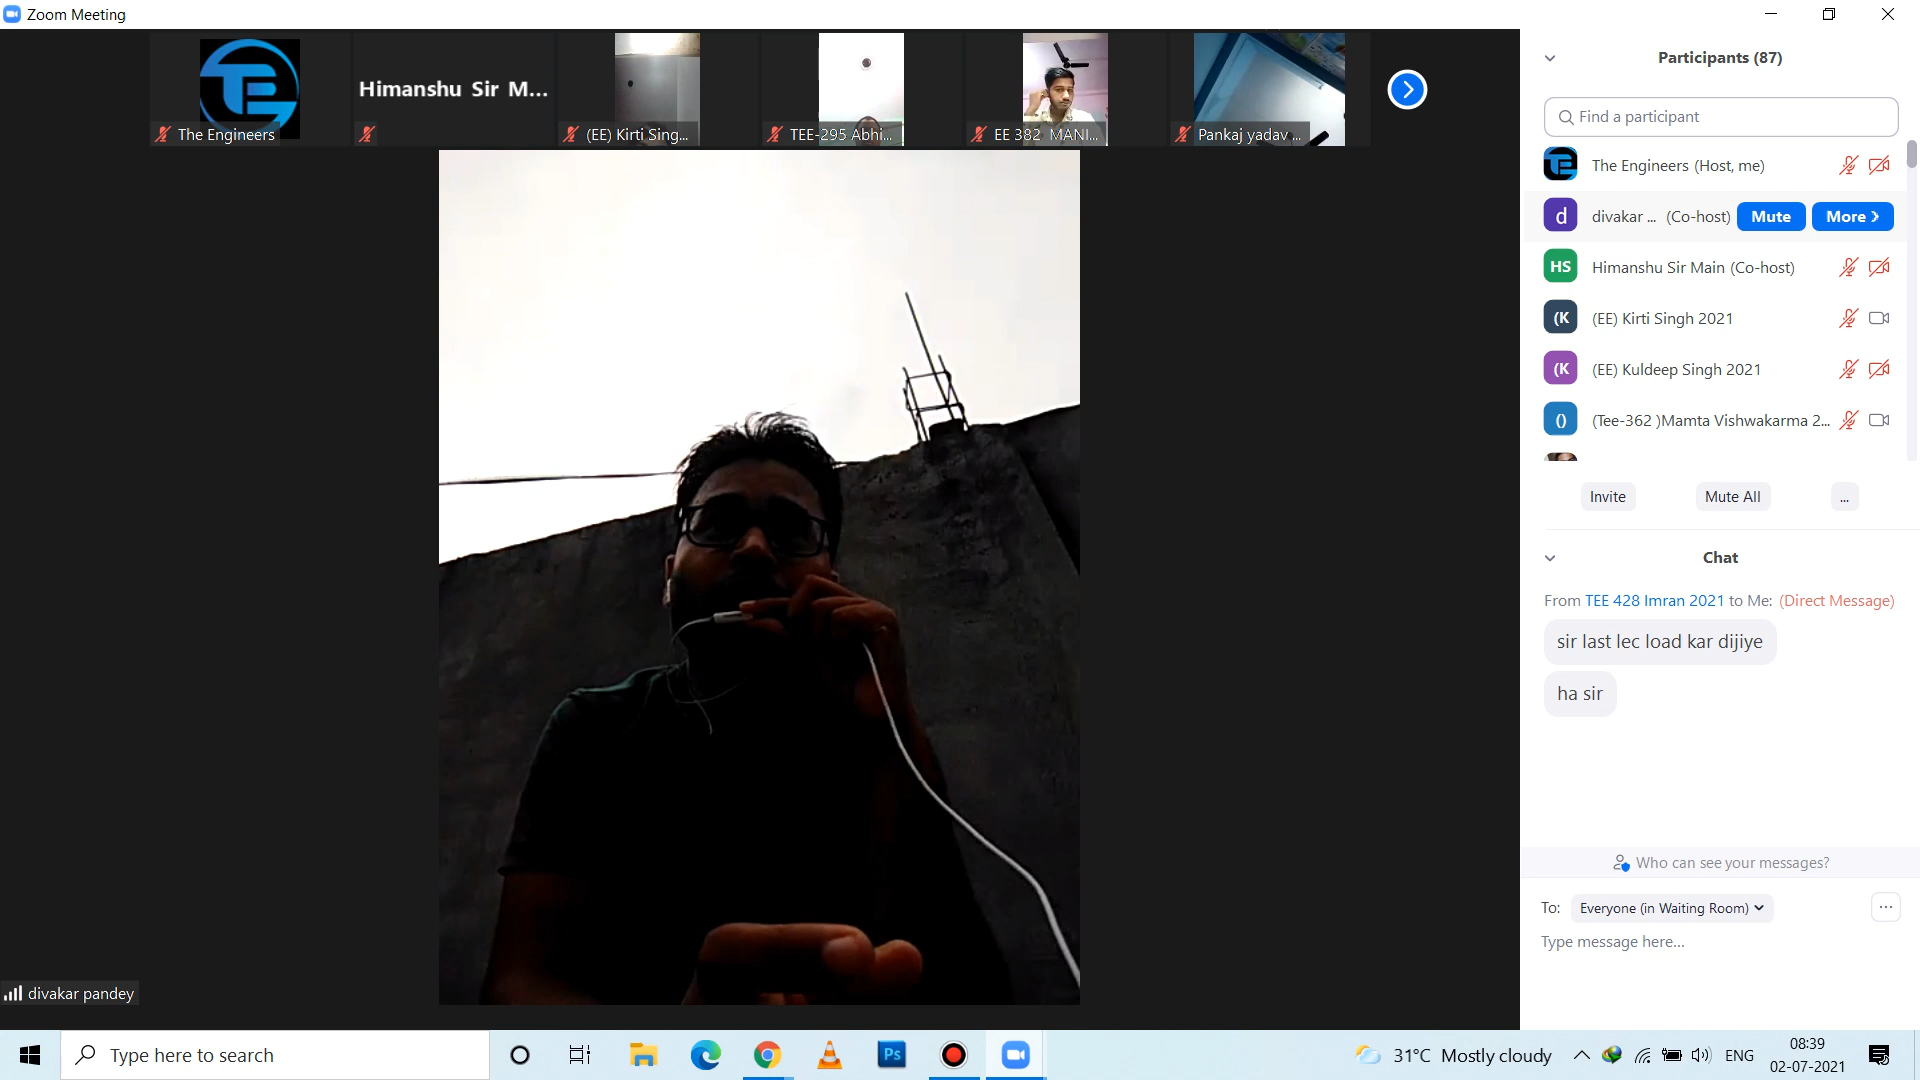 Zoom Meeting
The Engineers
Himanshu Sir M...
(EE) Kirti Sing...
TEE-295 Abhi...
EE 382 MANI...
Pankaj yadav ...
divakar pandey
Participants (87)
Find a participant
The Engineers (Host, me)
d divakar ... (Co-host) Mute More
HS Himanshu Sir Main (Co-host)
(K (EE) Kirti Singh 2021
(K (EE) Kuldeep Singh 2021
() (Tee-362 )Mamta Vishwakarma 2...
Invite Mute All ...
Chat
From TEE 428 Imran 2021 to Me: (Direct Message)
sir last lec load kar dijiye
ha sir
Who can see your messages?
To: Everyone (in Waiting Room)
Type message here...
Type here to search
Ps
31°C Mostly cloudy
ENG
08:39
02-07-2021